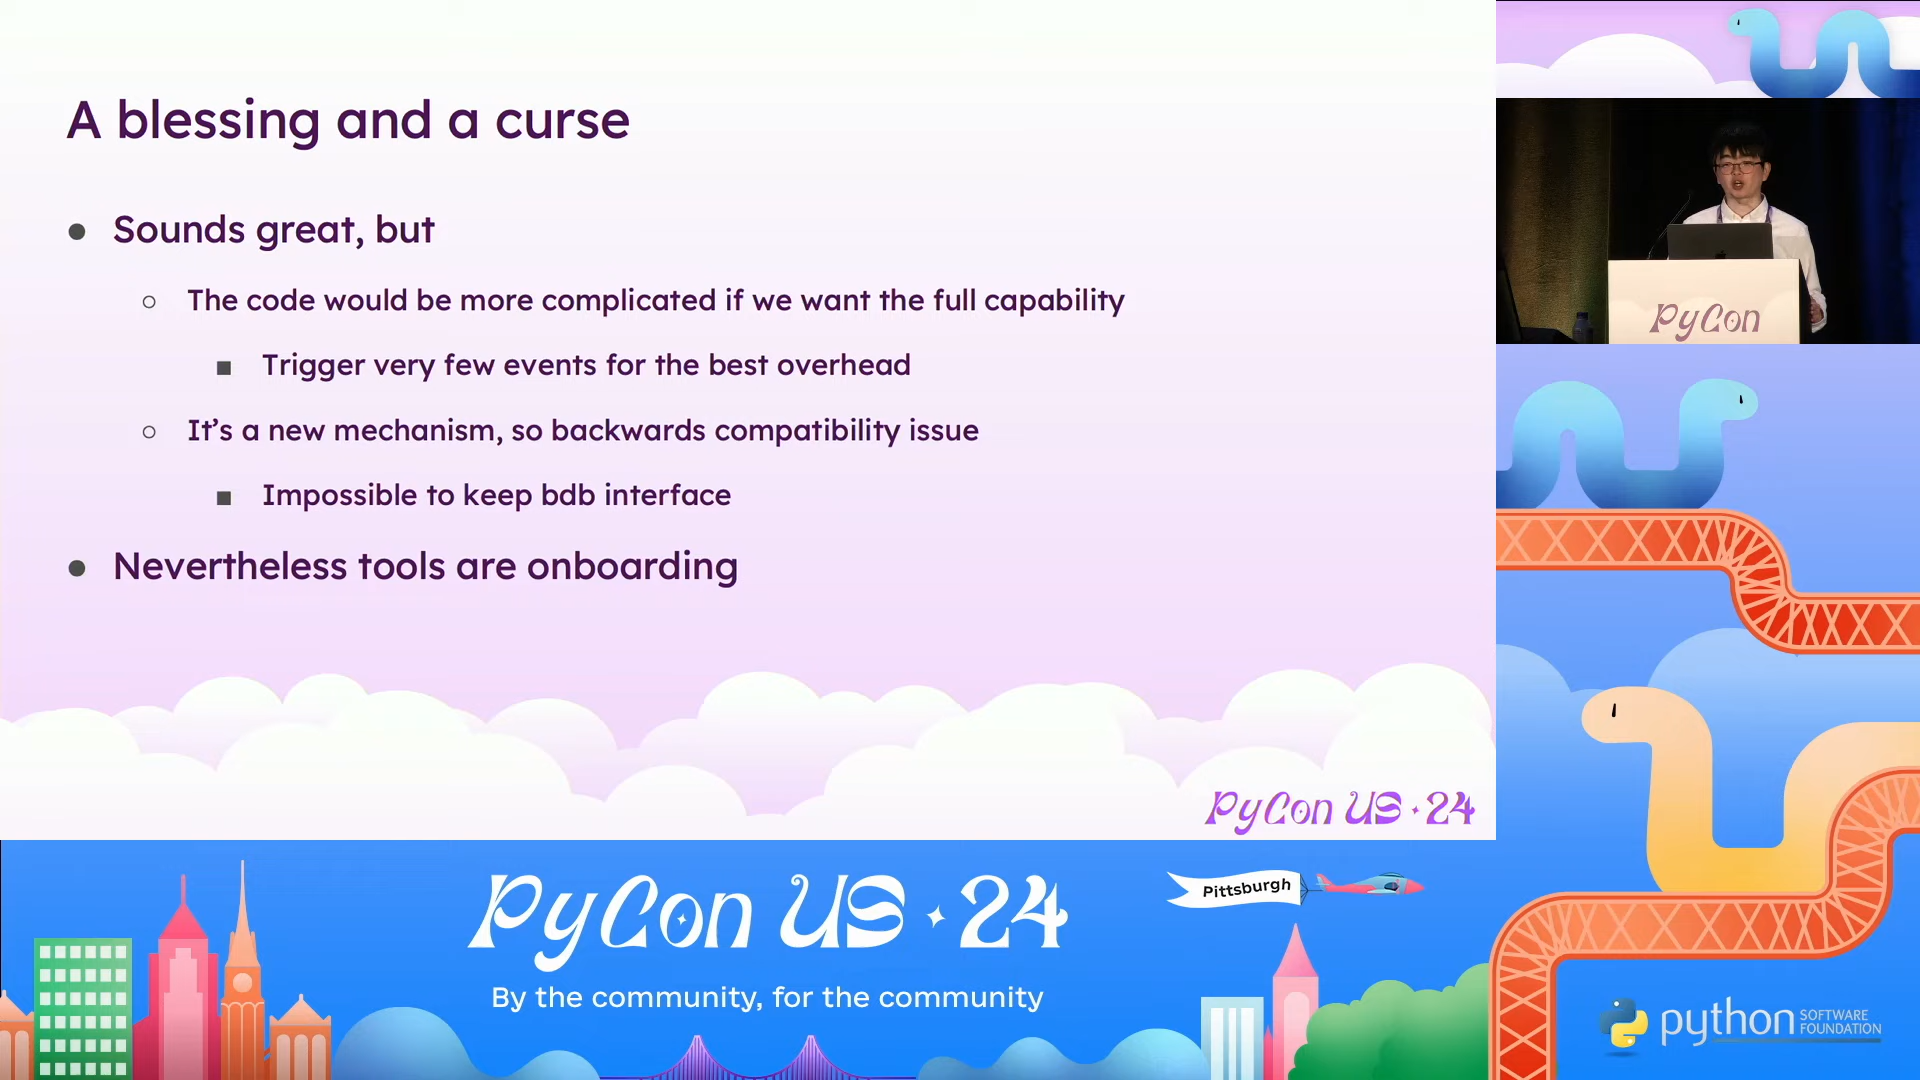 A blessing and a curse
Sounds great, but
The code would be more complicated if we want the full capability
Trigger very few events for the best overhead
It's a new mechanism, so backwards compatibility issue
Impossible to keep bdb interface
Nevertheless tools are onboarding
PyCon US · 24
PyCon
PyCon US · 24
By the community, for the community
Pittsburgh
python
SOFTWARE
FOUNDATION